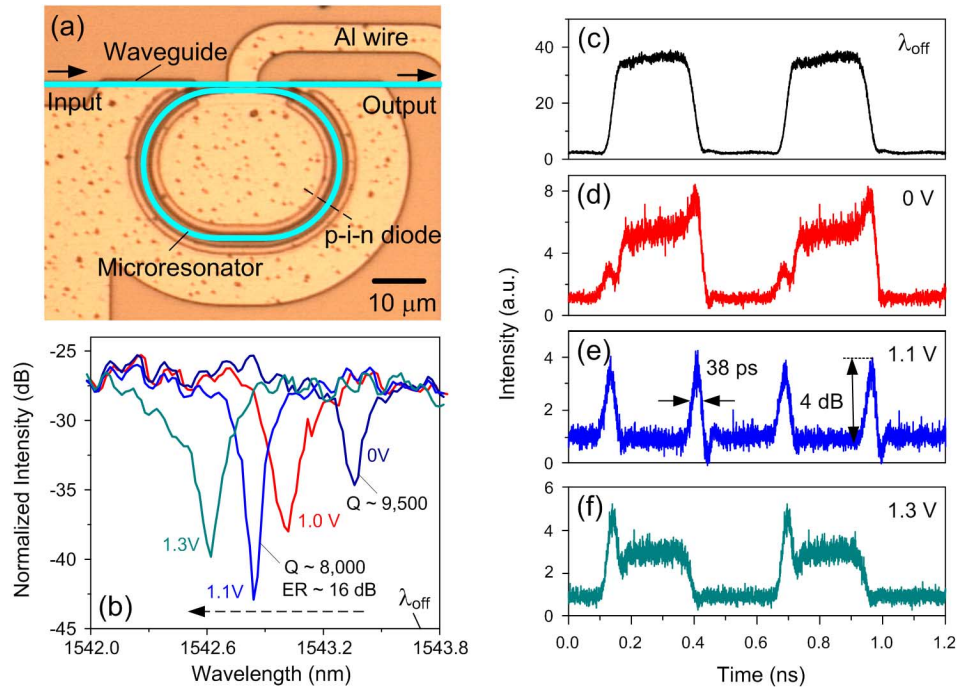 (a)
Waveguide
Al wire
Input
Output
p-i-n diode
Microresonator
10 μm
(b)
Normalized Intensity (dB)
-25
-30
-35
-40
-45
0V
Q ~ 9,500
1.0 V
1.3V
Q ~ 8,000
ER ~ 16 dB
1.1V
λoff
1542.0
1542.6
1543.2
1543.8
Wavelength (nm)
Intensity (a.u.)
(c)
λoff
40
20
0
(d)
0 V
8
4
0
(e)
1.1 V
38 ps
4 dB
4
2
0
(f)
1.3 V
6
4
2
0
0.0
0.2
0.4
0.6
0.8
1.0
1.2
Time (ns)